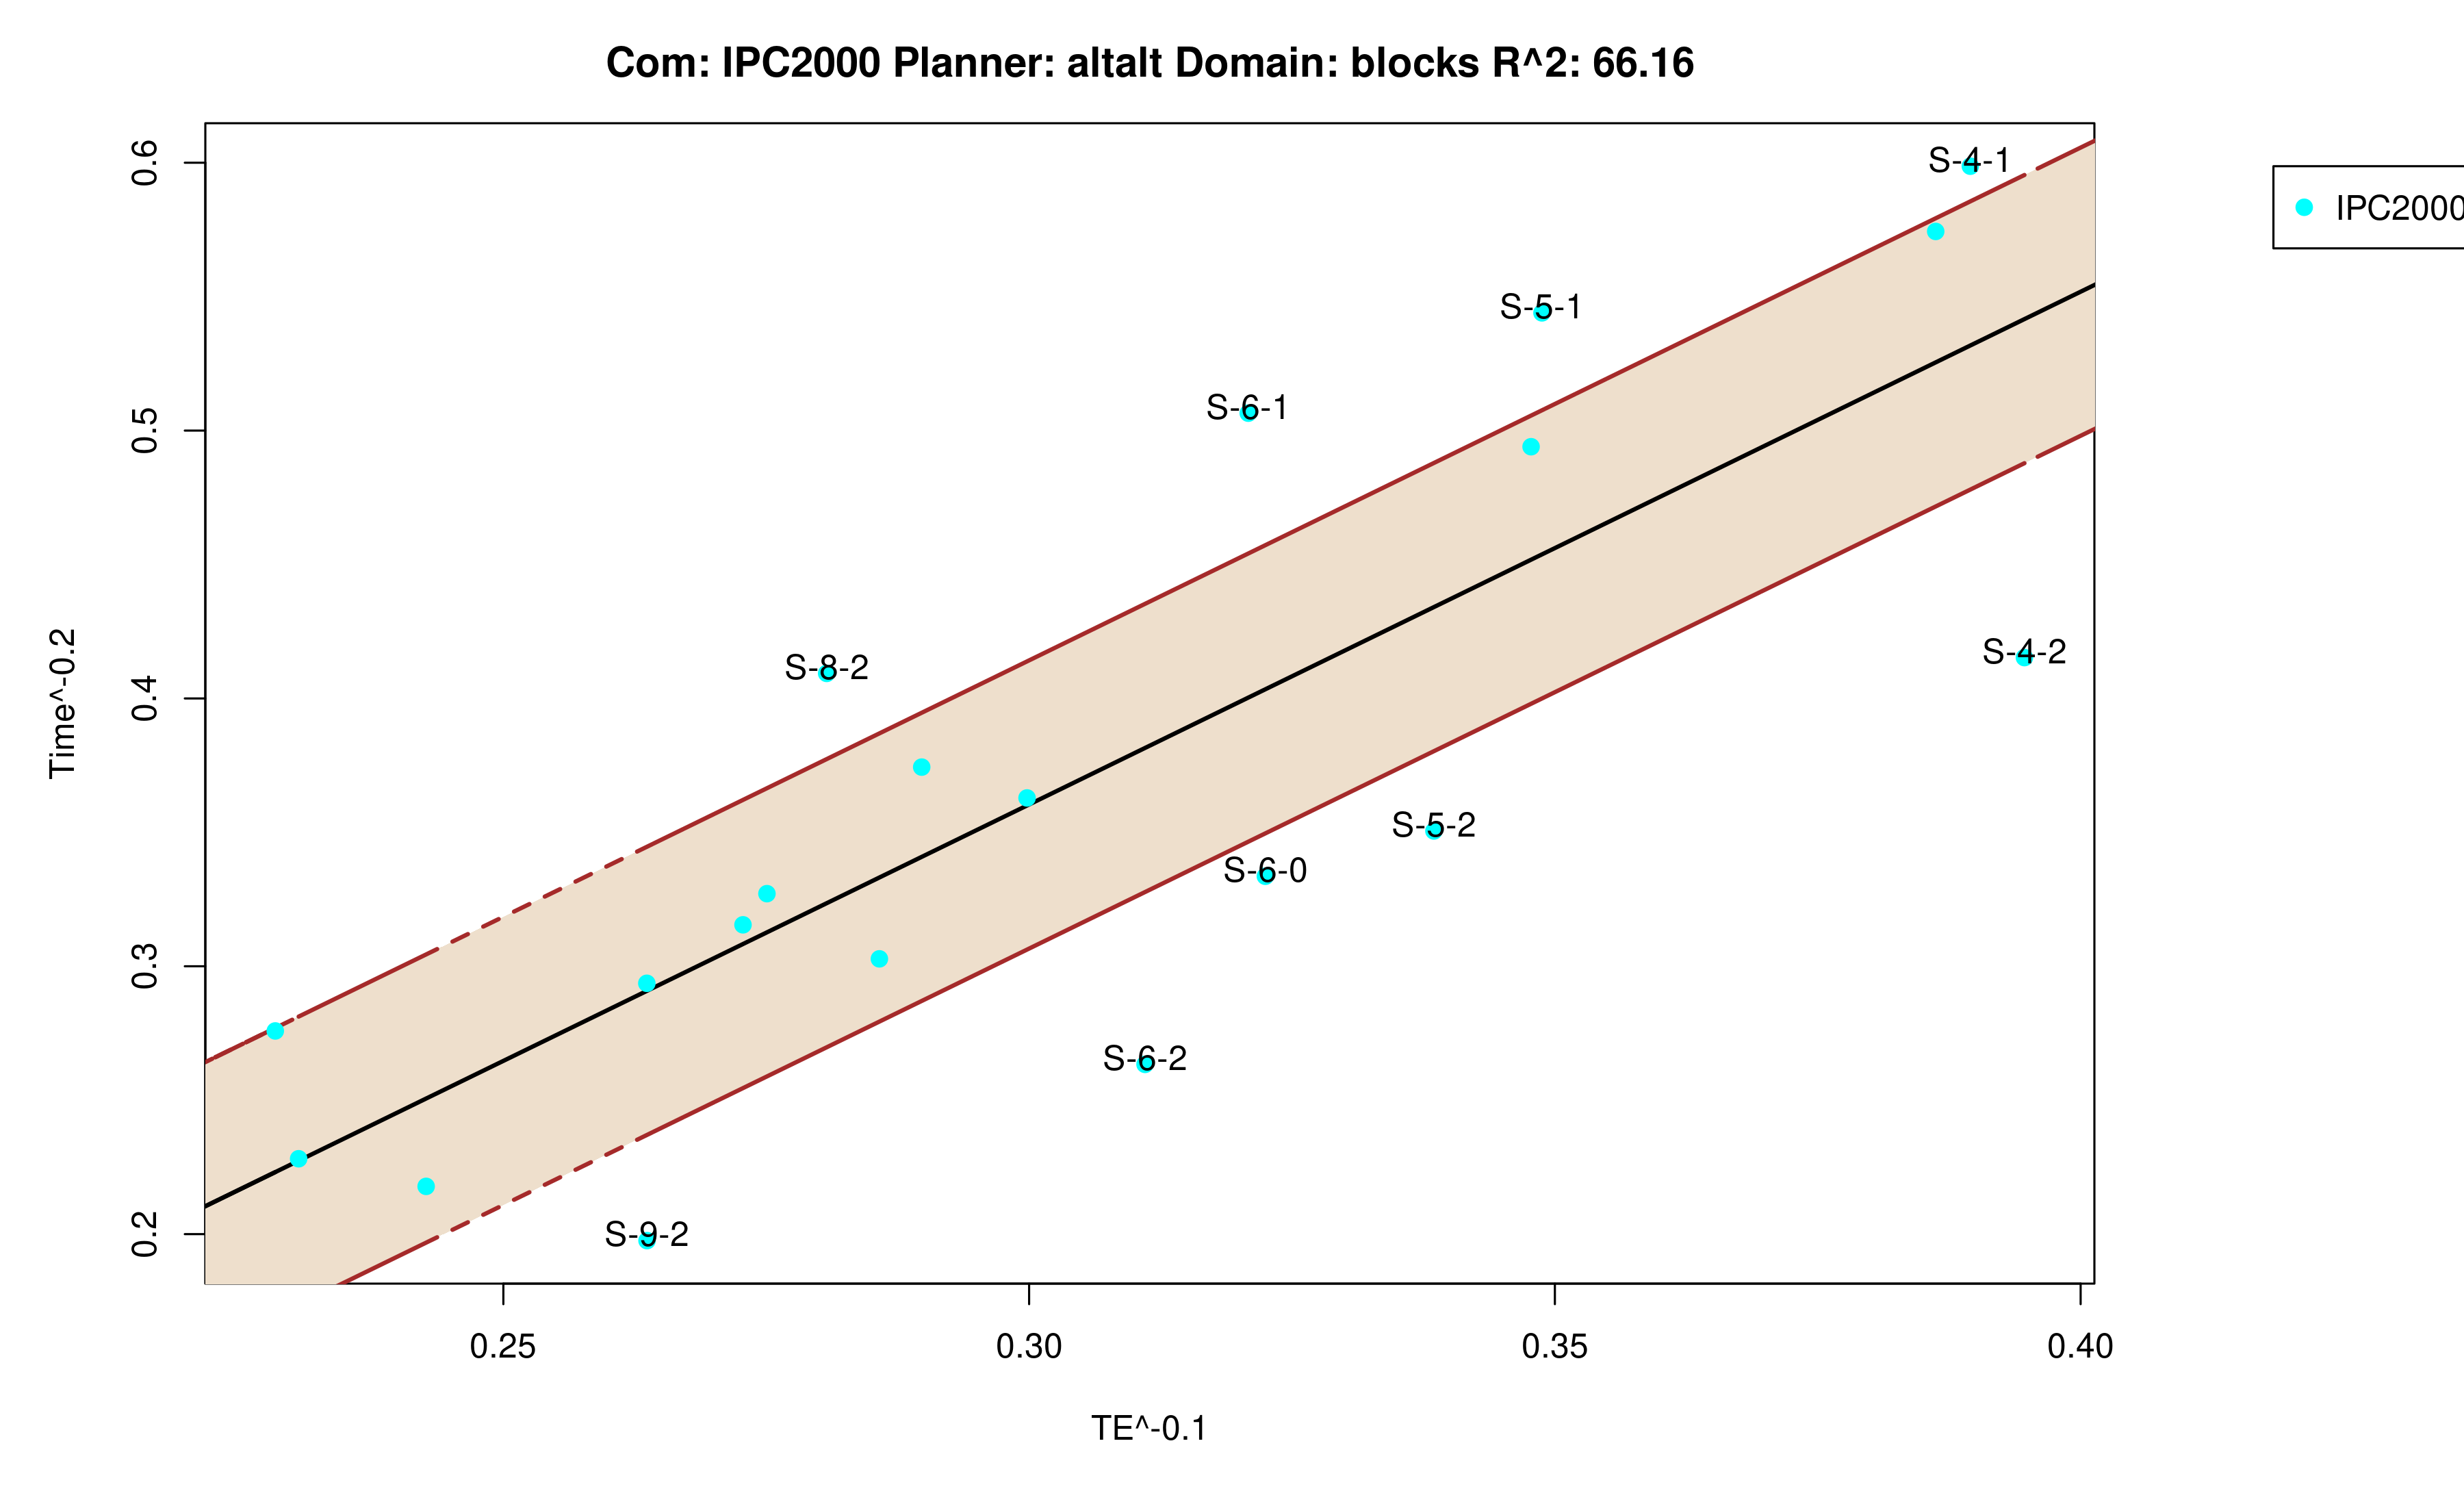 Com: IPC2000 Planner: altalt Domain: blocks R^2: 66.16
IPC2000
Time^-0.2
0.6
0.5
0.4
0.3
0.2
S-4-1
S-5-1
S-6-1
S-8-2
S-4-2
S-5-2
S-6-0
S-6-2
S-9-2
0.25 0.30 0.35 0.40
TE^-0.1